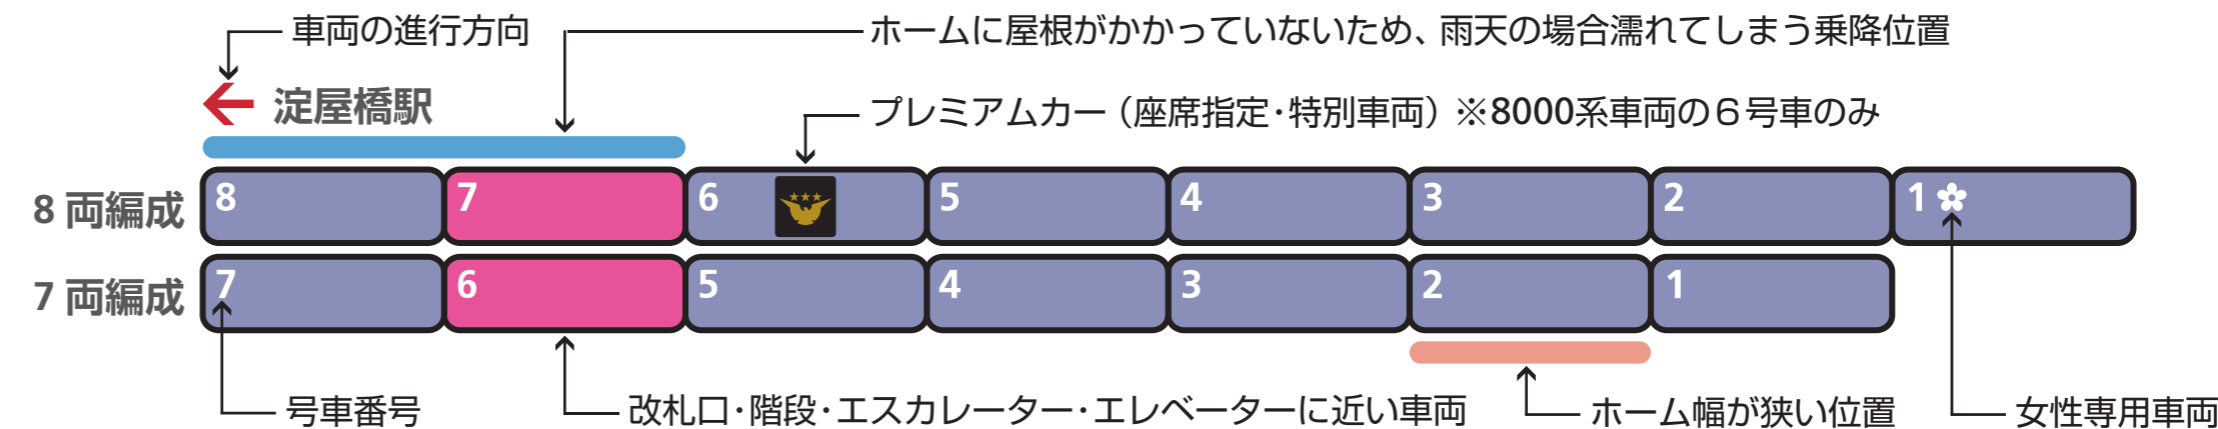 車両の進行方向
ホームに屋根がかかっていないため、雨天の場合濡れてしまう乗降位置
淀屋橋駅
プレミアムカー（座席指定・特別車両）※8000系車両の６号車のみ
8 両編成
8 7 6 5 4 3 2 1
7 両編成
7 6 5 4 3 2 1
号車番号
改札口・階段・エスカレーター・エレベーターに近い車両
ホーム幅が狭い位置
女性専用車両